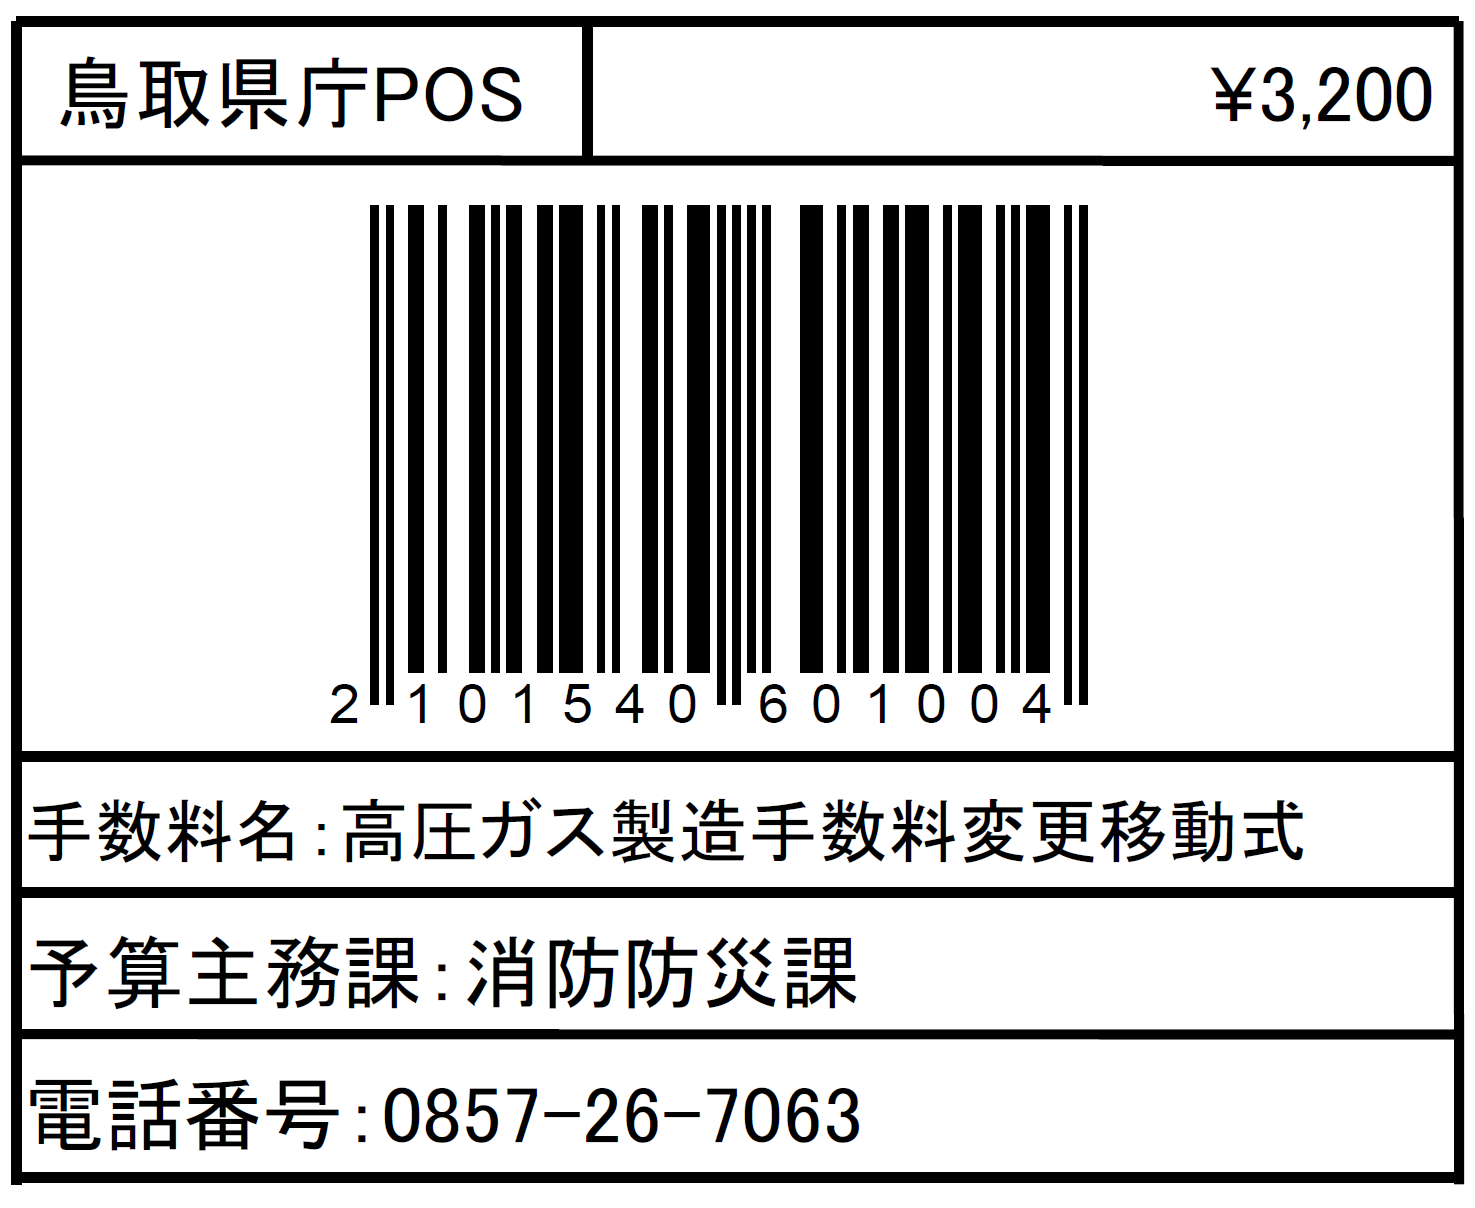 鳥取県庁POS ¥3,200
2 101540 601004
手数料名:高圧ガス製造手数料変更移動式
予算主務課:消防防災課
電話番号:0857-26-7063